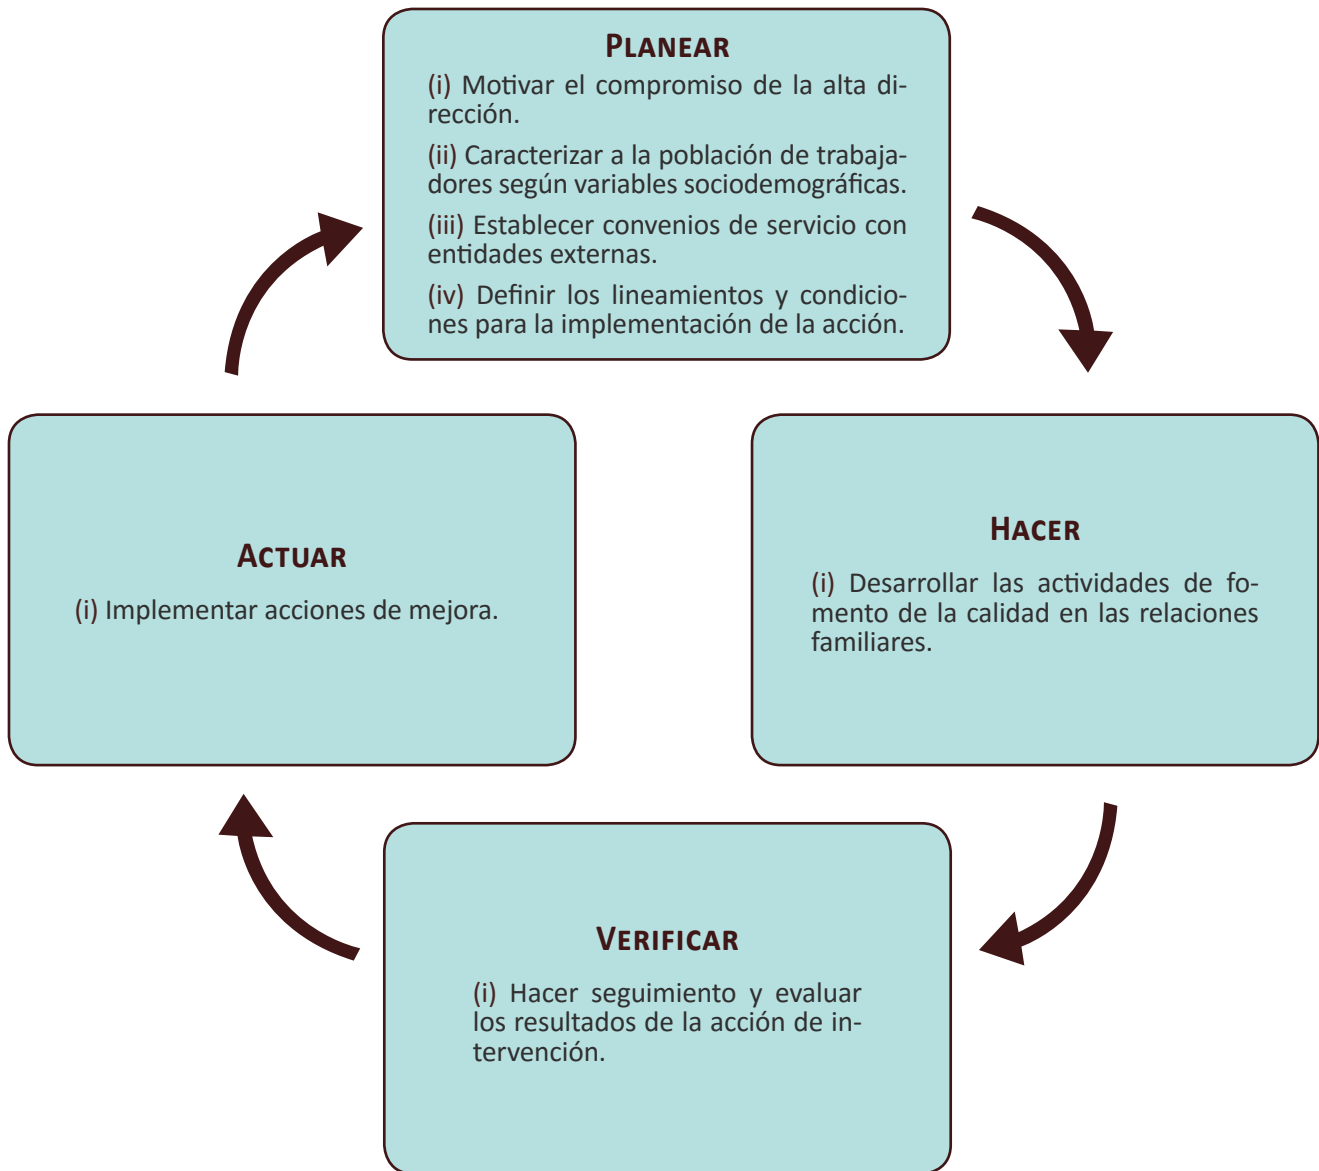 PLANEAR
(i) Motivar el compromiso de la alta di-
rección.
(ii) Caracterizar a la población de trabaja-
dores según variables sociodemográficas.
(iii) Establecer convenios de servicio con
entidades externas.
(iv) Definir los lineamientos y condicio-
nes para la implementación de la acción.
HACER
(i) Desarrollar las actividades de fo-
mento de la calidad en las relaciones
familiares.
VERIFICAR
(i) Hacer seguimiento y evaluar
los resultados de la acción de in-
tervención.
ACTUAR
(i) Implementar acciones de mejora.